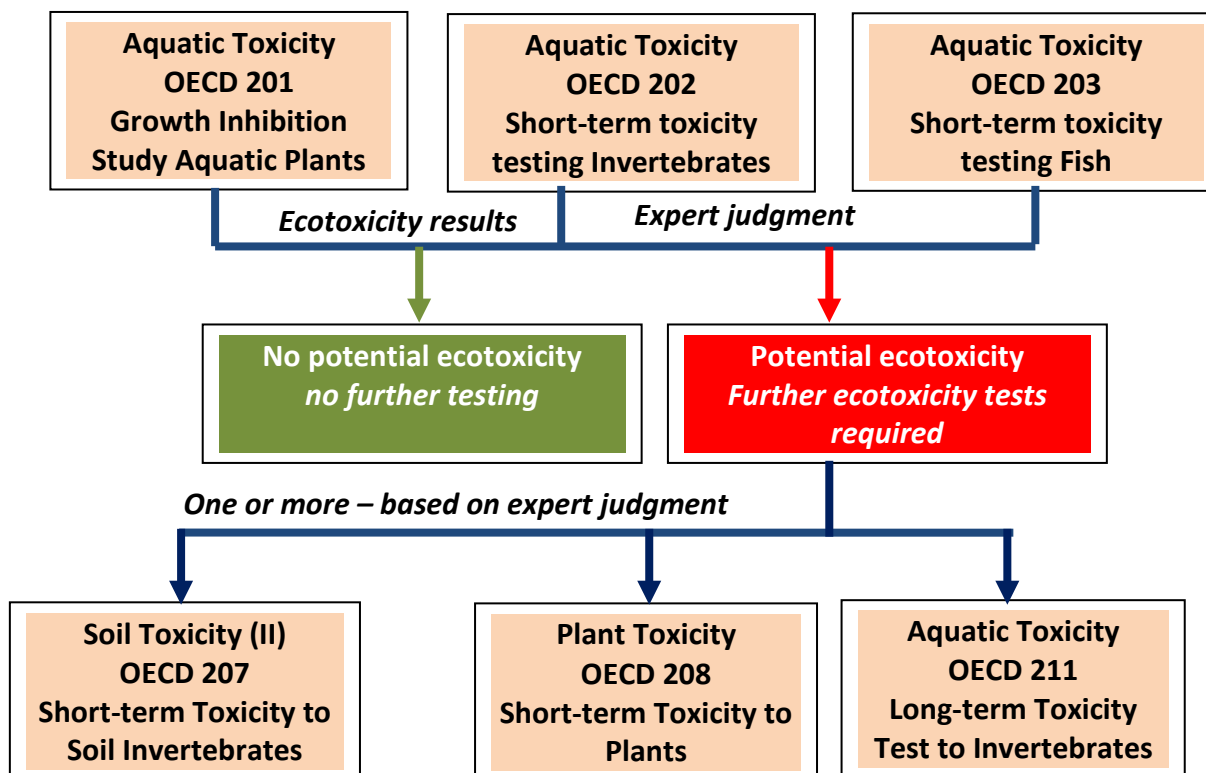 Aquatic Toxicity
OECD 201
Growth Inhibition
Study Aquatic Plants
Aquatic Toxicity
OECD 202
Short-term toxicity
testing Invertebrates
Aquatic Toxicity
OECD 203
Short-term toxicity
testing Fish
Ecotoxicity results
Expert judgment
No potential ecotoxicity
no further testing
Potential ecotoxicity
Further ecotoxicity tests
required
One or more – based on expert judgment
Soil Toxicity (II)
OECD 207
Short-term Toxicity to
Soil Invertebrates
Plant Toxicity
OECD 208
Short-term Toxicity to
Plants
Aquatic Toxicity
OECD 211
Long-term Toxicity
Test to Invertebrates